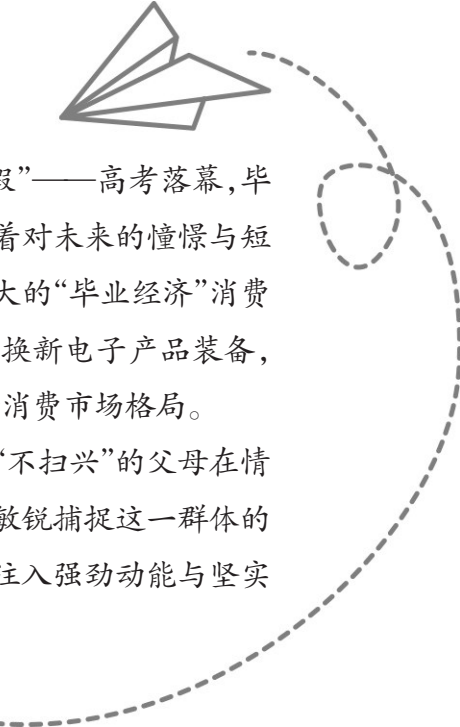 假”——高考落幕，毕
着对未来的憧憬与短
大的“毕业经济”消费
换新电子产品装备，
消费市场格局。
“不扫兴”的父母在情
敏锐捕捉这一群体的
注入强劲动能与坚实